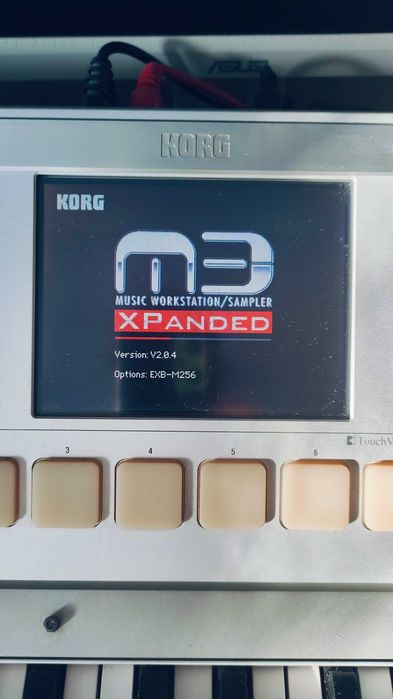 ASUS
KORG
KORG
M3
MUSIC WORKSTATION/SAMPLER
XPANDED
Version: V2.0.4
Options: EXB-M256
TouchV
3 4 5 6